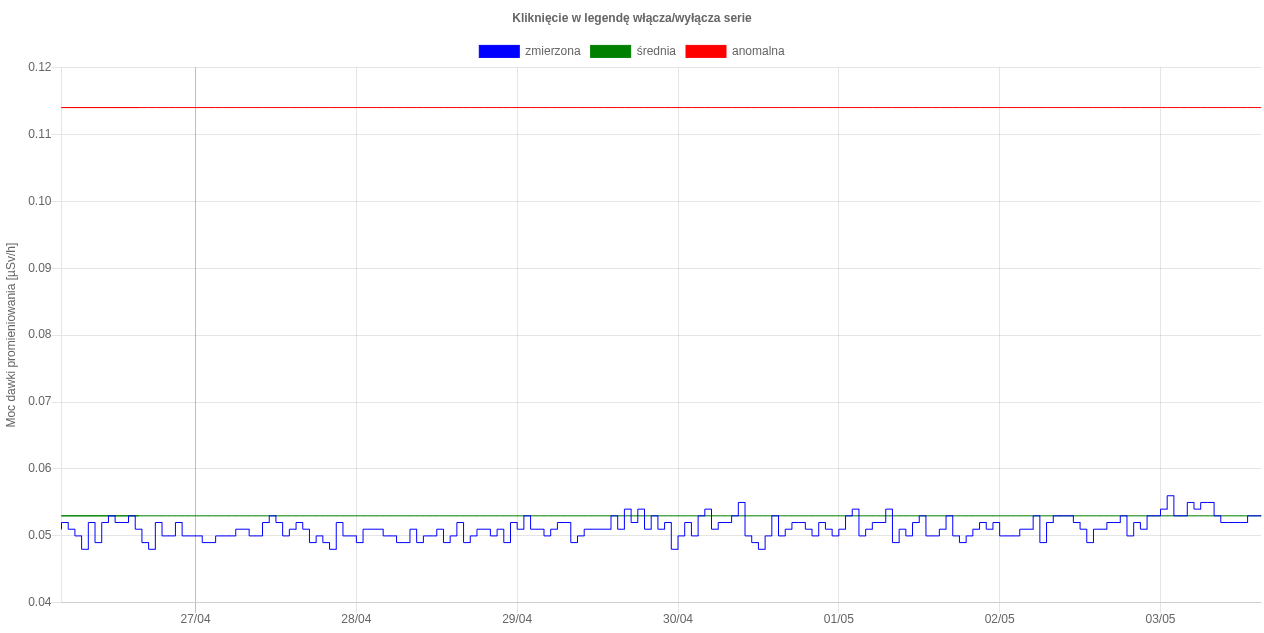 Kliknięcie w legendę włącza/wyłącza serie
zmierzona średnia anomalna
Moc dawki promieniowania [µSv/h]
0.12
0.11
0.10
0.09
0.08
0.07
0.06
0.05
0.04
27/04 28/04 29/04 30/04 01/05 02/05 03/05